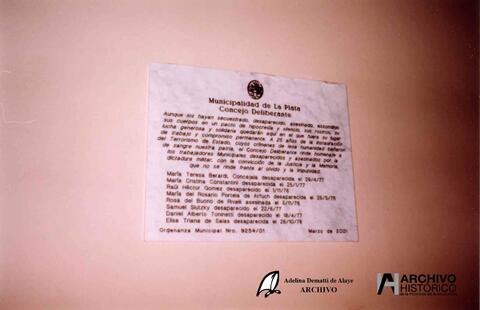 Municipalidad de La Plata
Concejo Deliberante
Aunque los hayan secuestrado, desaparecido, asesinado, escondido
sus cuerpos en un pacto de hipocresía y silencio, sus rostros, su
lucha generosa y solidaria quedarán aquí en el que fuera su lugar
de trabajo y compromiso permanente. A 25 años de la instauración
del Terrorismo de Estado, cuyos crímenes de lesa humanidad bañaron
de sangre nuestra patria, el Concejo Deliberante rinde homenaje a
los trabajadores Municipales desaparecidos y asesinados por la
dictadura militar, con la convicción de la Justicia y la Memoria,
que no se rinde frente al olvido y la impunidad.
María Teresa Berardi, Concejala desaparecida el 29/4/77
María Cristina Constantini desaparecida el 25/1/77
Raúl Héctor Gomez desaparecido el 1/11/76
María del Rosario Portela de Arfuch desaparecida el 26/5/76
Rosa del Buono de Rivelli asesinada el 5/11/76
Samuel Slutzky desaparecido el 22/6/77
Daniel Alberto Toninetti desaparecido el 18/4/77
Elisa Triana de Salas desaparecida el 26/10/76
Ordenanza Municipal Nro. 9254/01 Marzo de 2001
Adelina Dematti de Alaye
ARCHIVO
ARCHIVO
HISTÓRICO